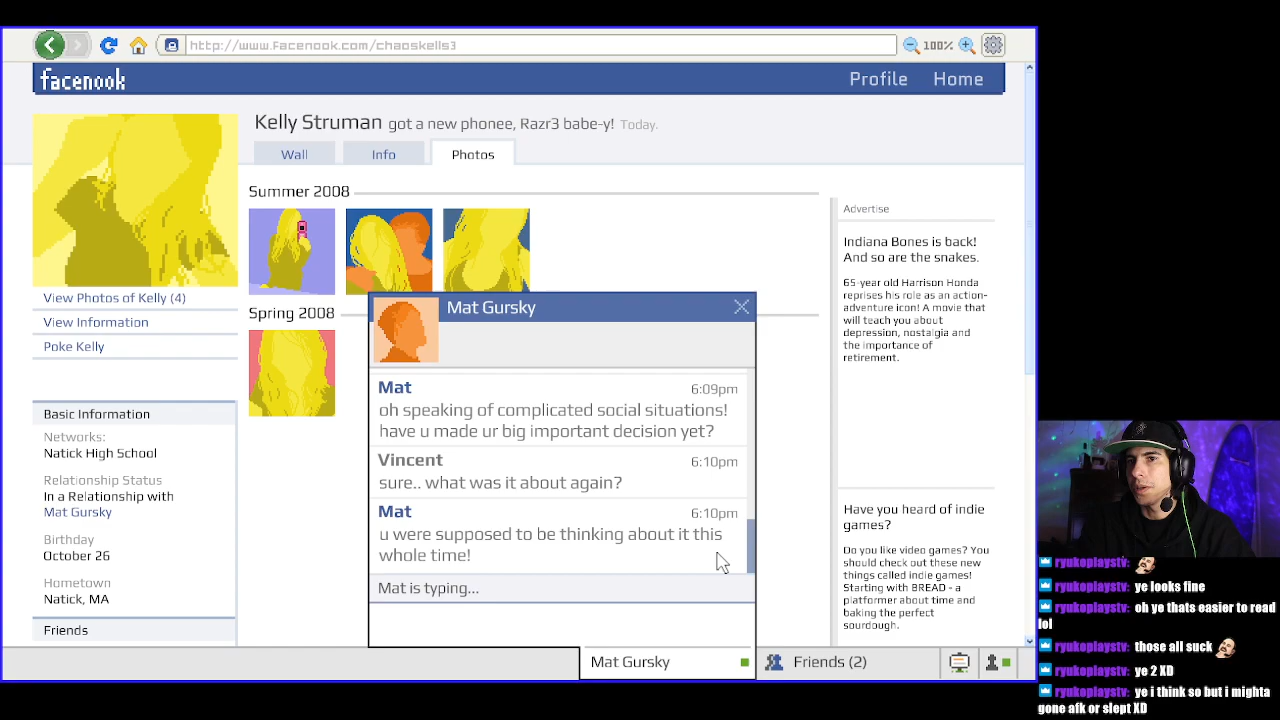 http://www.facenook.com/chaoskells3
100%
facenook
Profile
Home
Kelly Struman got a new phonee, Razr3 babe-y! Today.
Wall
Info
Photos
Summer 2008
View Photos of Kelly (4)
View Information
Poke Kelly
Spring 2008
Basic Information
Networks:
Natick High School
Relationship Status
In a Relationship with
Mat Gursky
Birthday
October 26
Hometown
Natick, MA
Friends
Mat Gursky
Mat 6:09pm
oh speaking of complicated social situations!
have u made ur big important decision yet?
Vincent 6:10pm
sure.. what was it about again?
Mat 6:10pm
u were supposed to be thinking about it this
whole time!
Mat is typing...
Mat Gursky
Friends (2)
Advertise
Indiana Bones is back!
And so are the snakes.
65-year old Harrison Honda
reprises his role as an action-
adventure icon! A movie that
will teach you about
depression, nostalgia and
the importance of
retirement.
Have you heard of indie
games?
Do you like video games? You
should check out these new
things called indie games!
Starting with BREAD - a
platformer about time and
baking the perfect
sourdough.
ryukoplaystv:
ryukoplaystv: ye looks fine
ryukoplaystv: oh ye thats easier to read
lol
ryukoplaystv: those all suck
ryukoplaystv: ye 2 XD
ryukoplaystv: ye i think so but i mighta
gone afk or slept XD